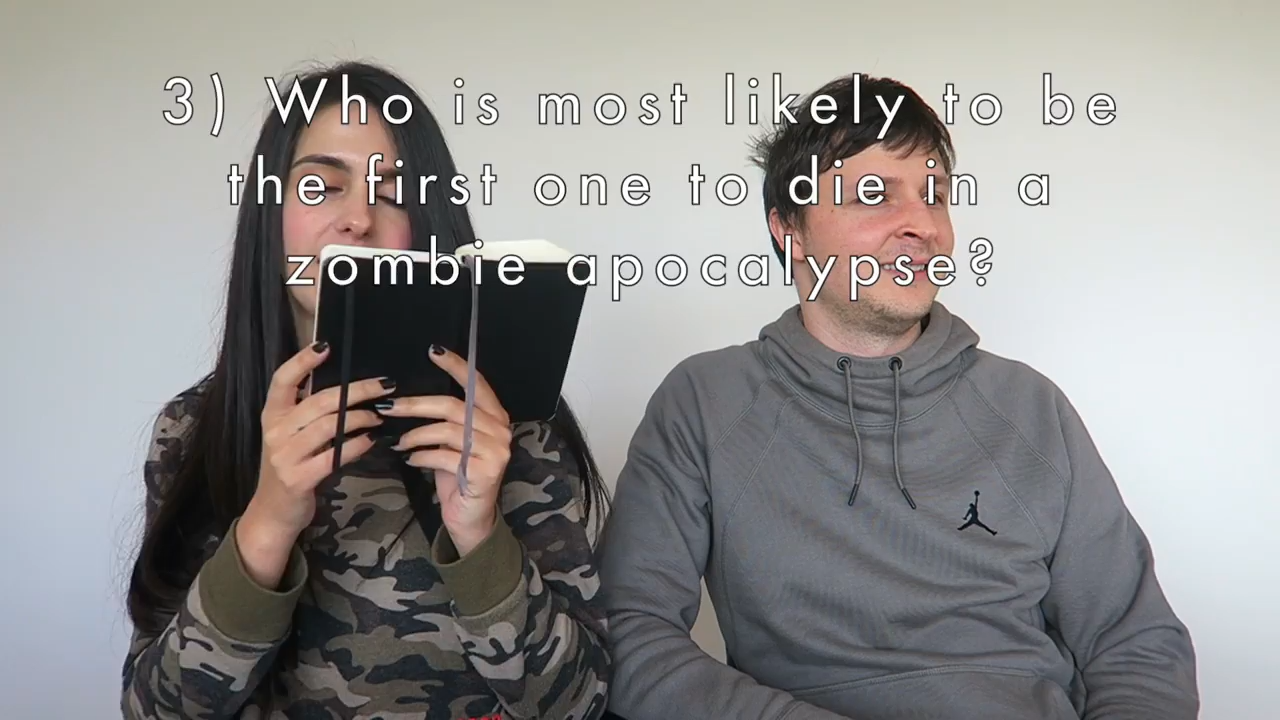 3) Who is most likely to be
the first one to die in a
zombie apocalypse?